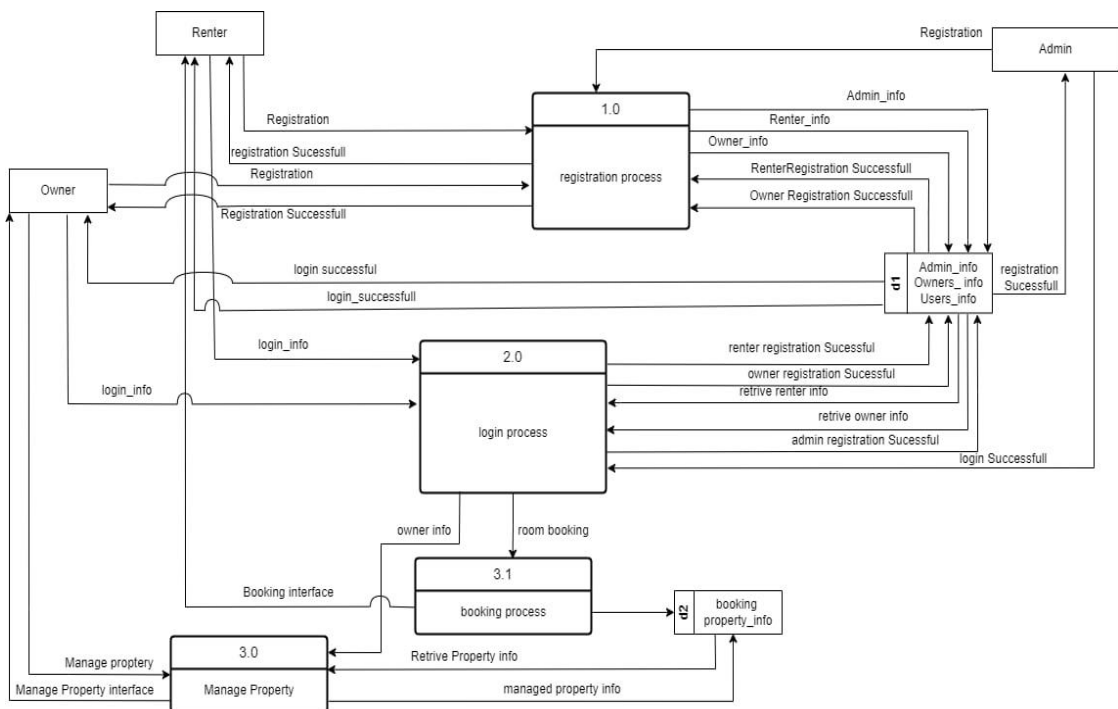 Renter
Registration
Admin
1.0
Admin_info
Renter_info
Registration
Owner_info
registration Sucessfull
RenterRegistration Successfull
Registration
registration process
Owner
Owner Registration Successfull
Registration Successfull
login successful
d1
Admin_info
Owners_ info
Users_info
registration
Sucessfull
login_successfull
login_info
2.0
renter registration Sucessful
owner registration Sucessful
login_info
retrive renter info
retrive owner info
login process
admin registration Sucessful
login Successfull
owner info
room booking
3.1
Booking interface
booking process
d2
booking
property_info
3.0
Manage proptery
Retrive Property info
Manage Property interface
Manage Property
managed property info